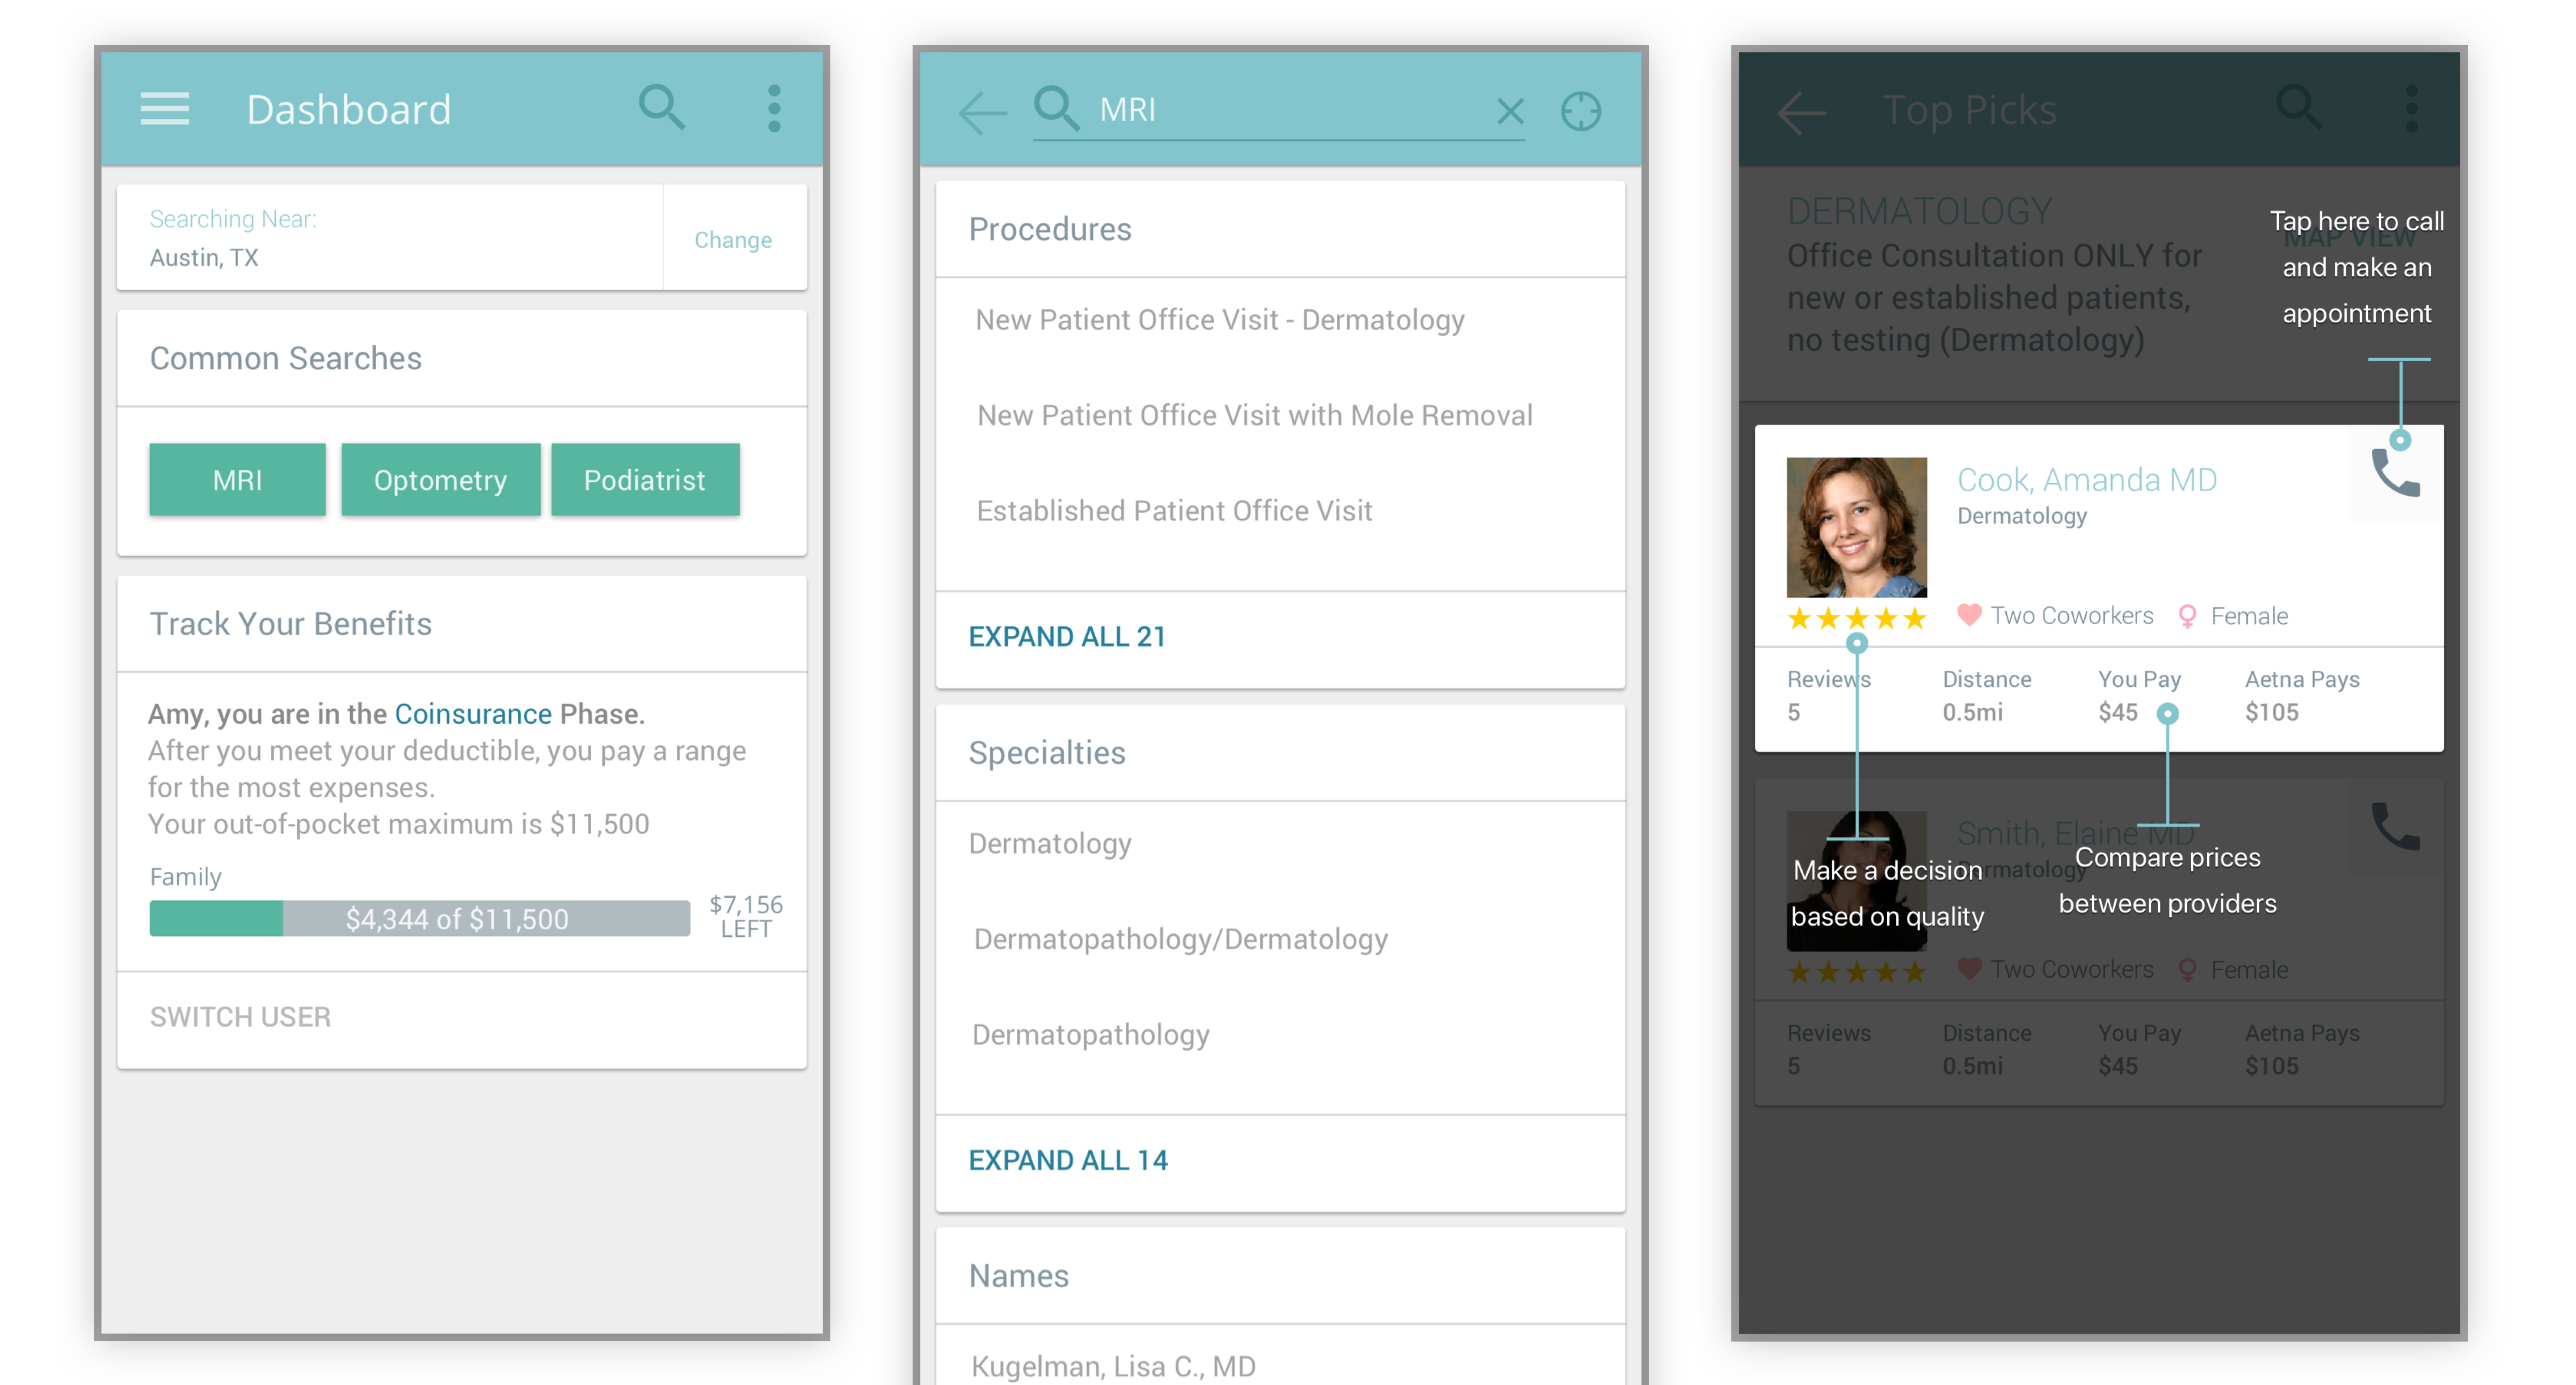 Dashboard
Searching Near:
Austin, TX
Change
Common Searches
MRI
Optometry
Podiatrist
Track Your Benefits
Amy, you are in the Coinsurance Phase.
After you meet your deductible, you pay a range
for the most expenses.
Your out-of-pocket maximum is $11,500
Family
$4,344 of $11,500
$7,156
LEFT
SWITCH USER
MRI
Procedures
New Patient Office Visit - Dermatology
New Patient Office Visit with Mole Removal
Established Patient Office Visit
EXPAND ALL 21
Specialties
Dermatology
Dermatopathology/Dermatology
Dermatopathology
EXPAND ALL 14
Names
Kugelman, Lisa C., MD
Top Picks
DERMATOLOGY
Office Consultation ONLY for
new or established patients,
no testing (Dermatology)
MAP VIEW
Tap here to call
and make an
appointment
Cook, Amanda MD
Dermatology
Two Coworkers
Female
Reviews
5
Distance
0.5mi
You Pay
$45
Aetna Pays
$105
Make a decision
based on quality
Compare prices
between providers
Smith, Elaine MD
Dermatology
Two Coworkers
Female
Reviews
5
Distance
0.5mi
You Pay
$45
Aetna Pays
$105